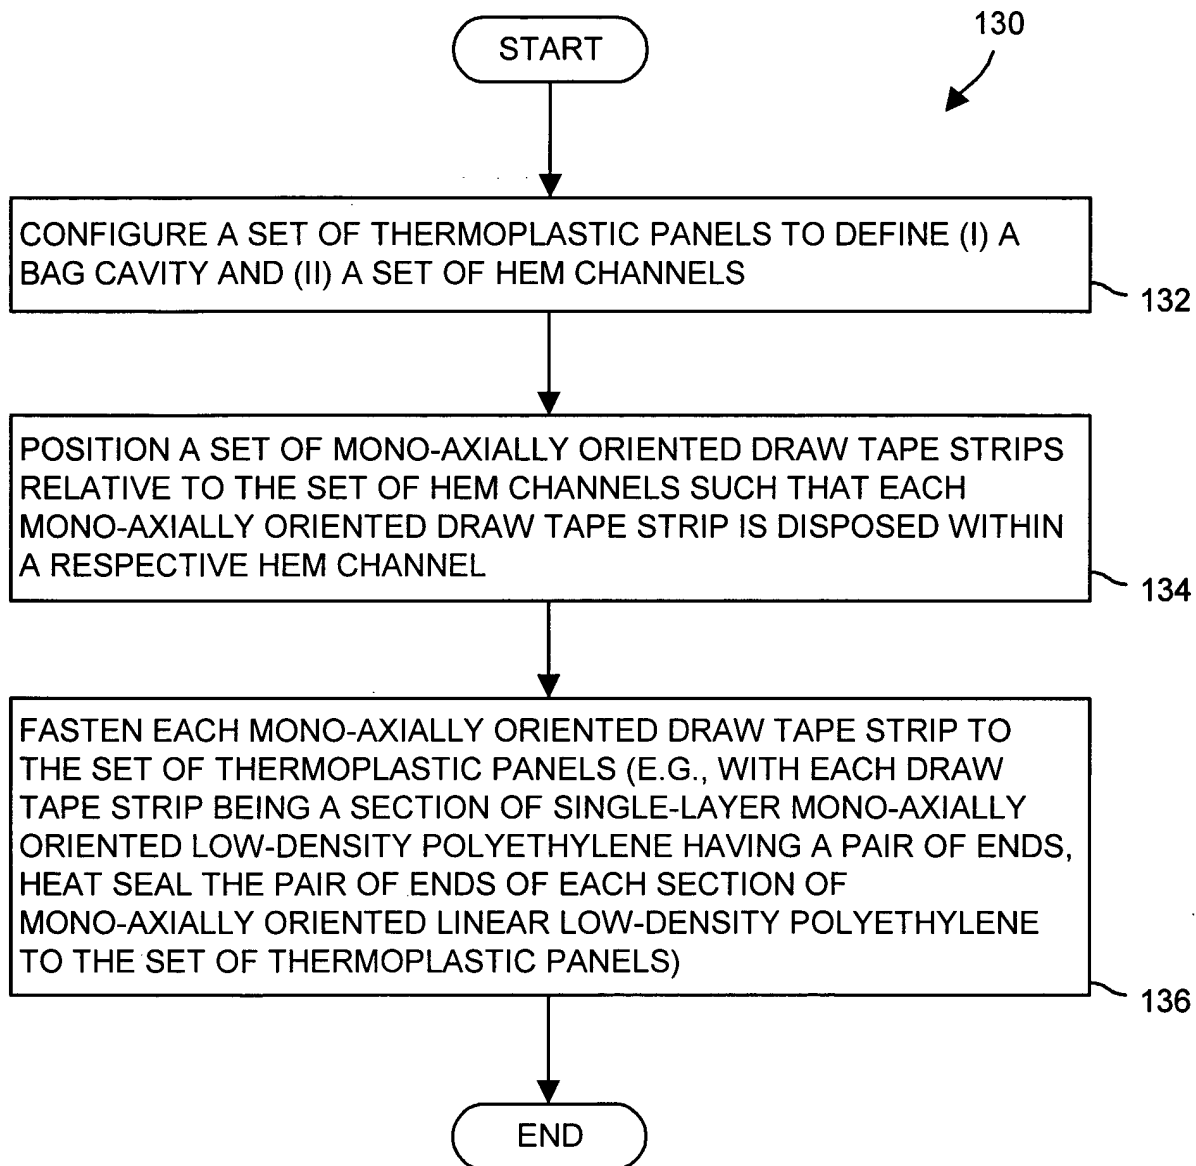 130
START
CONFIGURE A SET OF THERMOPLASTIC PANELS TO DEFINE (I) A
BAG CAVITY AND (II) A SET OF HEM CHANNELS
132
POSITION A SET OF MONO-AXIALLY ORIENTED DRAW TAPE STRIPS
RELATIVE TO THE SET OF HEM CHANNELS SUCH THAT EACH
MONO-AXIALLY ORIENTED DRAW TAPE STRIP IS DISPOSED WITHIN
A RESPECTIVE HEM CHANNEL
134
FASTEN EACH MONO-AXIALLY ORIENTED DRAW TAPE STRIP TO
THE SET OF THERMOPLASTIC PANELS (E.G., WITH EACH DRAW
TAPE STRIP BEING A SECTION OF SINGLE-LAYER MONO-AXIALLY
ORIENTED LOW-DENSITY POLYETHYLENE HAVING A PAIR OF ENDS,
HEAT SEAL THE PAIR OF ENDS OF EACH SECTION OF
MONO-AXIALLY ORIENTED LINEAR LOW-DENSITY POLYETHYLENE
TO THE SET OF THERMOPLASTIC PANELS)
136
END